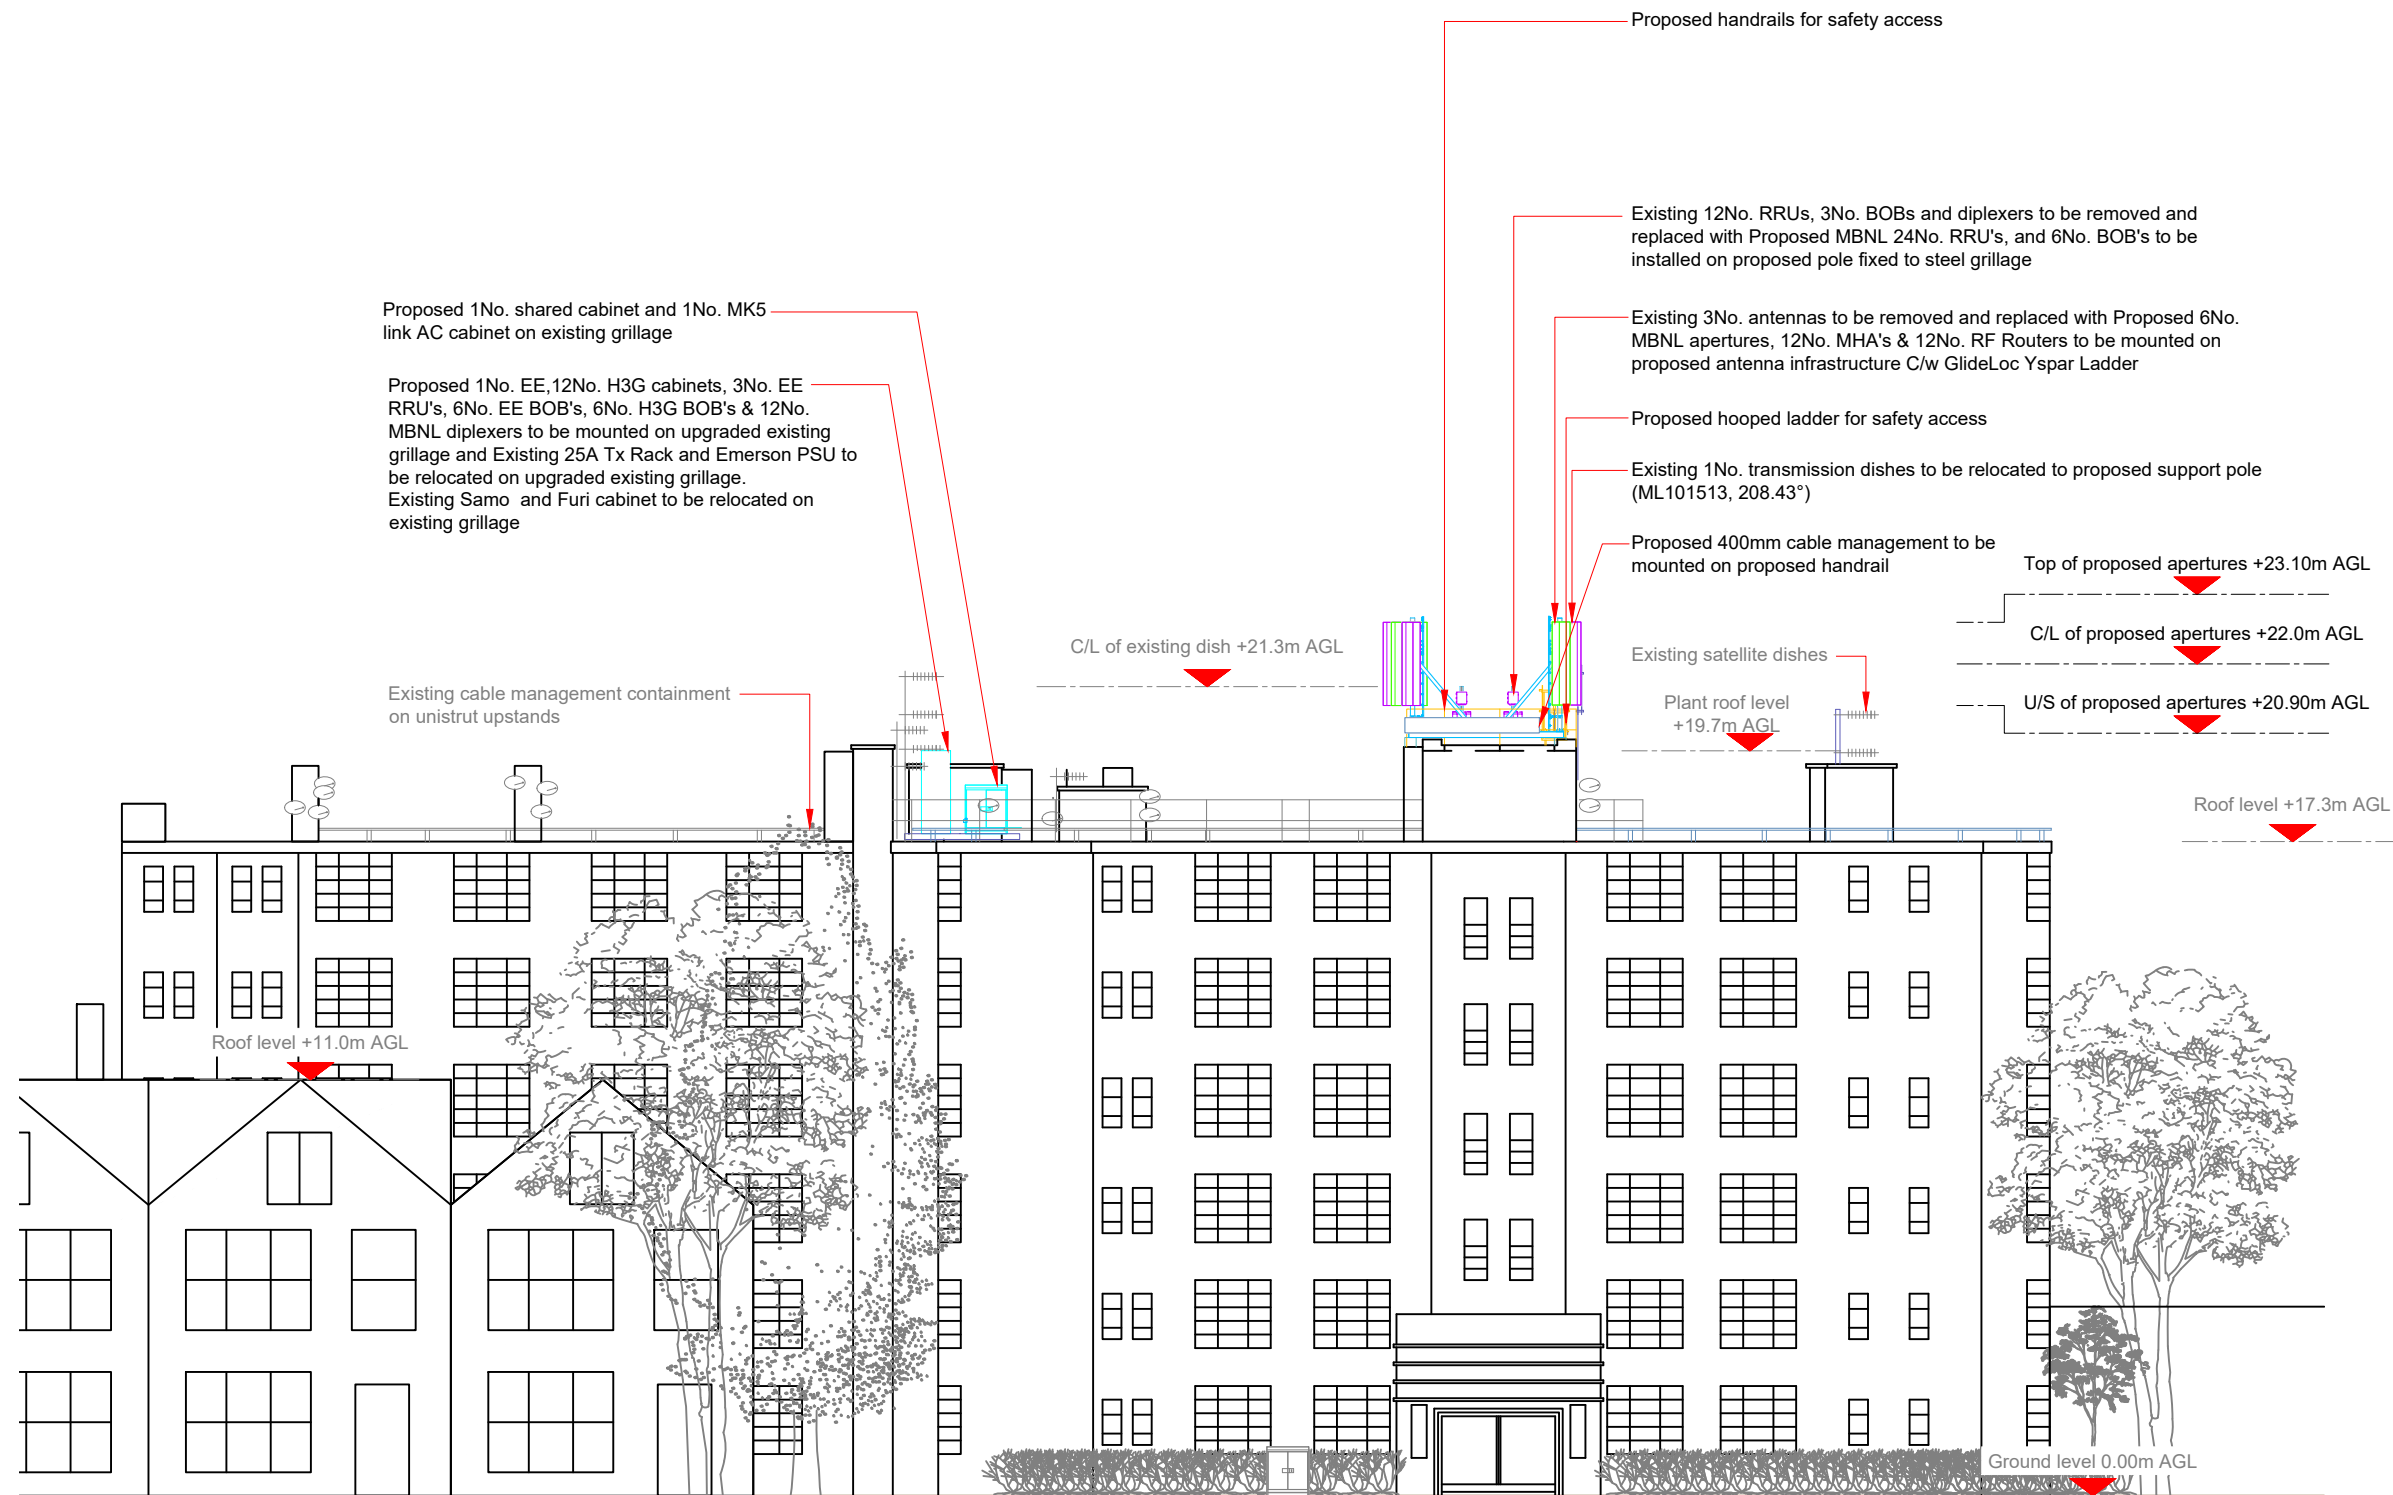 Proposed handrails for safety access
Existing 12No. RRUs, 3No. BOBs and diplexers to be removed and
replaced with Proposed MBNL 24No. RRU's, and 6No. BOB's to be
installed on proposed pole fixed to steel grillage
Proposed 1No. shared cabinet and 1No. MK5
link AC cabinet on existing grillage
Existing 3No. antennas to be removed and replaced with Proposed 6No.
MBNL apertures, 12No. MHA's & 12No. RF Routers to be mounted on
proposed antenna infrastructure C/w GlideLoc Yspar Ladder
Proposed 1No. EE,12No. H3G cabinets, 3No. EE
RRU's, 6No. EE BOB's, 6No. H3G BOB's & 12No.
MBNL diplexers to be mounted on upgraded existing
grillage and Existing 25A Tx Rack and Emerson PSU to
be relocated on upgraded existing grillage.
Existing Samo and Furi cabinet to be relocated on
existing grillage
Proposed hooped ladder for safety access
Existing 1No. transmission dishes to be relocated to proposed support pole
(ML101513, 208.43°)
Proposed 400mm cable management to be
mounted on proposed handrail
Top of proposed apertures +23.10m AGL
C/L of proposed apertures +22.0m AGL
C/L of existing dish +21.3m AGL
Existing satellite dishes
Existing cable management containment
on unistrut upstands
Plant roof level
+19.7m AGL
U/S of proposed apertures +20.90m AGL
Roof level +17.3m AGL
Roof level +11.0m AGL
Ground level 0.00m AGL